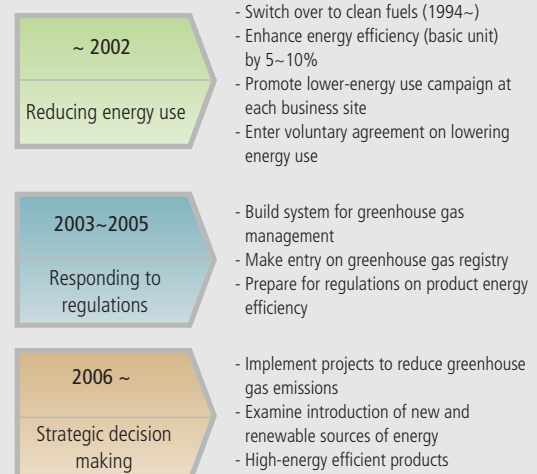 ~ 2002
Reducing energy use
- Switch over to clean fuels (1994~)
- Enhance energy efficiency (basic unit)
by 5~10%
- Promote lower-energy use campaign at
each business site
- Enter voluntary agreement on lowering
energy use
2003~2005
Responding to
regulations
- Build system for greenhouse gas
management
- Make entry on greenhouse gas registry
- Prepare for regulations on product energy
efficiency
2006 ~
Strategic decision
making
- Implement projects to reduce greenhouse
gas emissions
- Examine introduction of new and
renewable sources of energy
- High-energy efficient products